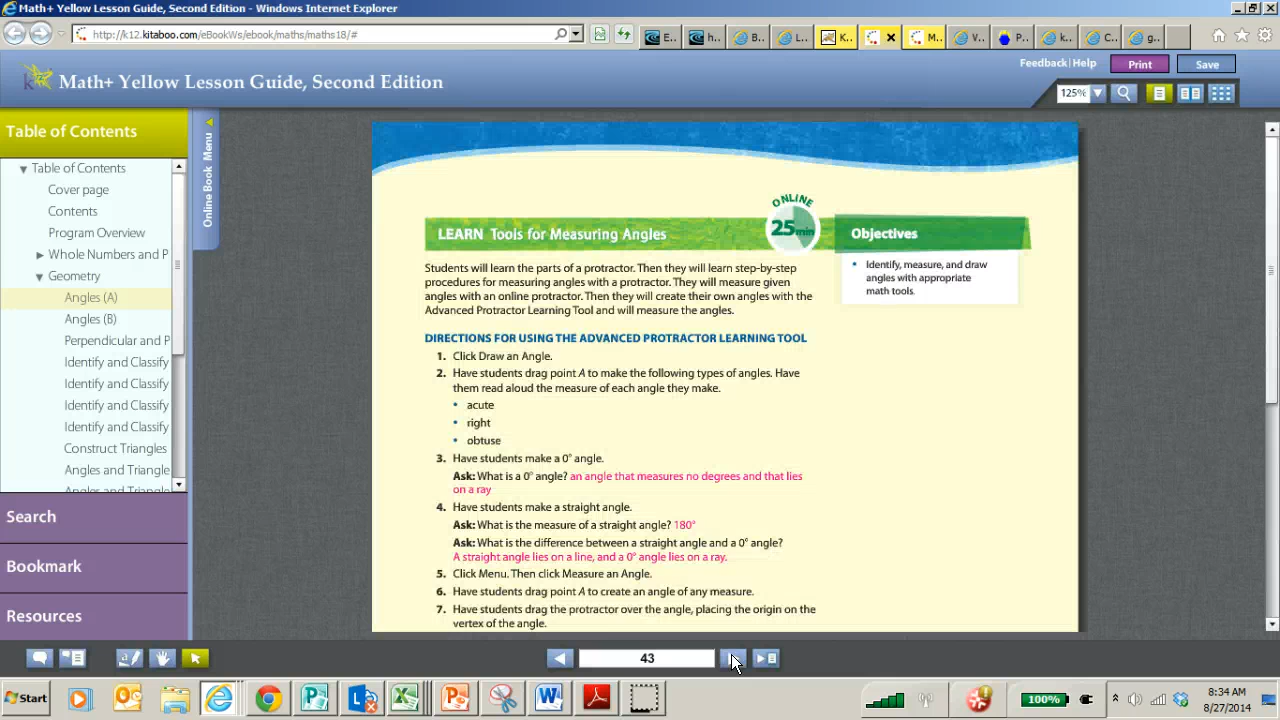 Math+ Yellow Lesson Guide, Second Edition - Windows Internet Explorer
http://k12.kitaboo.com/eBookWs/ebook/maths/maths18/#
E...
h...
B...
L...
K...
M...
V...
P...
k...
C...
g...
Feedback|Help
Print
Save
Math+ Yellow Lesson Guide, Second Edition
125%
Table of Contents
Table of Contents
Cover page
Contents
Program Overview
Whole Numbers and P
Geometry
Angles (A)
Angles (B)
Perpendicular and P
Identify and Classify
Identify and Classify
Identify and Classify
Identify and Classify
Construct Triangles
Angles and Triangle
Angles and Triangle
Search
Bookmark
Resources
Online Book Menu
ONLINE
25 min
LEARN Tools for Measuring Angles
Students will learn the parts of a protractor. Then they will learn step-by-step
procedures for measuring angles with a protractor. They will measure given
angles with an online protractor. Then they will create their own angles with the
Advanced Protractor Learning Tool and will measure the angles.
DIRECTIONS FOR USING THE ADVANCED PROTRACTOR LEARNING TOOL
1. Click Draw an Angle.
2. Have students drag point A to make the following types of angles. Have
them read aloud the measure of each angle they make.
• acute
• right
• obtuse
3. Have students make a 0° angle.
Ask: What is a 0° angle? an angle that measures no degrees and that lies
on a ray
4. Have students make a straight angle.
Ask: What is the measure of a straight angle? 180°
Ask: What is the difference between a straight angle and a 0° angle?
A straight angle lies on a line, and a 0° angle lies on a ray.
5. Click Menu. Then click Measure an Angle.
6. Have students drag point A to create an angle of any measure.
7. Have students drag the protractor over the angle, placing the origin on the
vertex of the angle.
Objectives
• Identify, measure, and draw
angles with appropriate
math tools.
43
Start
100%
8:34 AM
8/27/2014